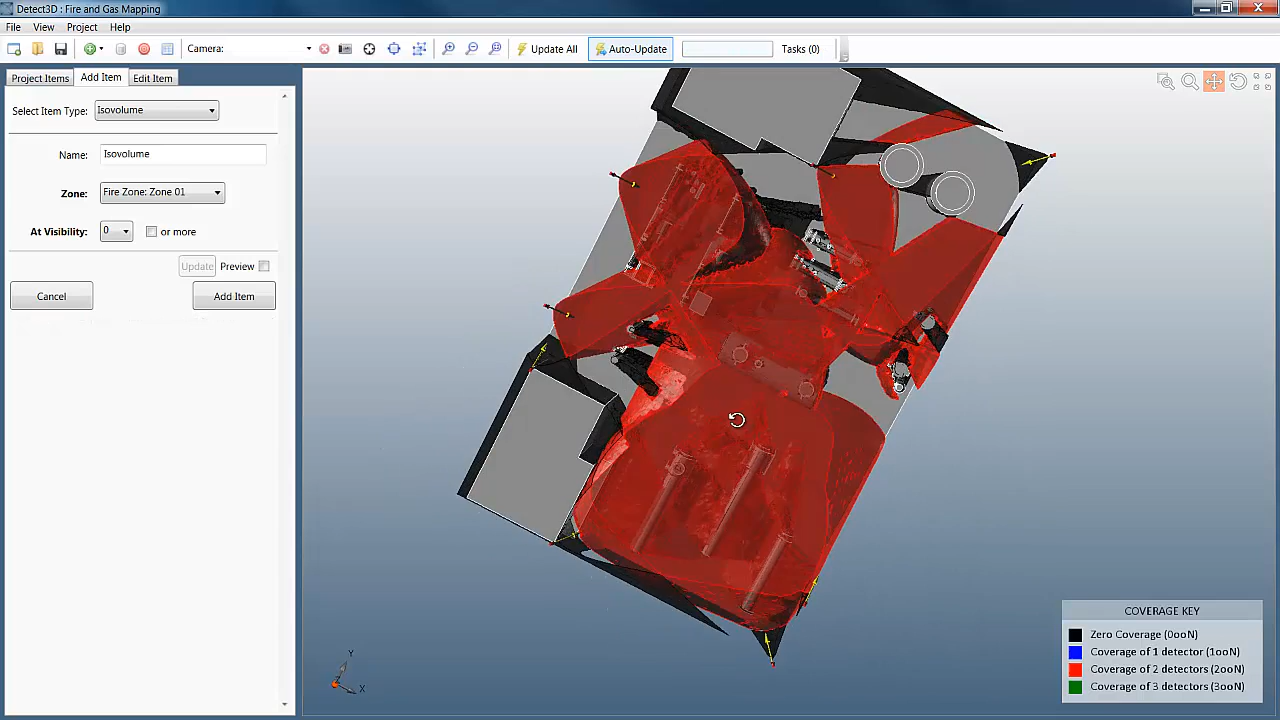 Detect3D : Fire and Gas Mapping
File View Project Help
Camera: Update All Auto-Update Tasks (0)
Project Items Add Item Edit Item
Select Item Type: Isovolume
Name: Isovolume
Zone: Fire Zone: Zone 01
At Visibility: 0 or more
Update Preview
Cancel Add Item
COVERAGE KEY
Zero Coverage (0ooN)
Coverage of 1 detector (1ooN)
Coverage of 2 detectors (2ooN)
Coverage of 3 detectors (3ooN)
Y
X